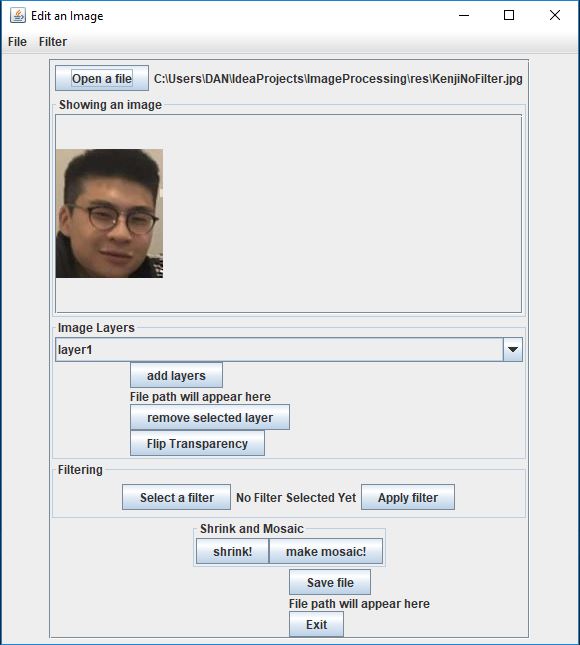 Edit an Image
File Filter
Open a file C:\Users\DAN\IdeaProjects\ImageProcessing\res\KenjiNoFilter.jpg
Showing an image
Image Layers
layer1
add layers
File path will appear here
remove selected layer
Flip Transparency
Filtering
Select a filter No Filter Selected Yet Apply filter
Shrink and Mosaic
shrink! make mosaic!
Save file
File path will appear here
Exit